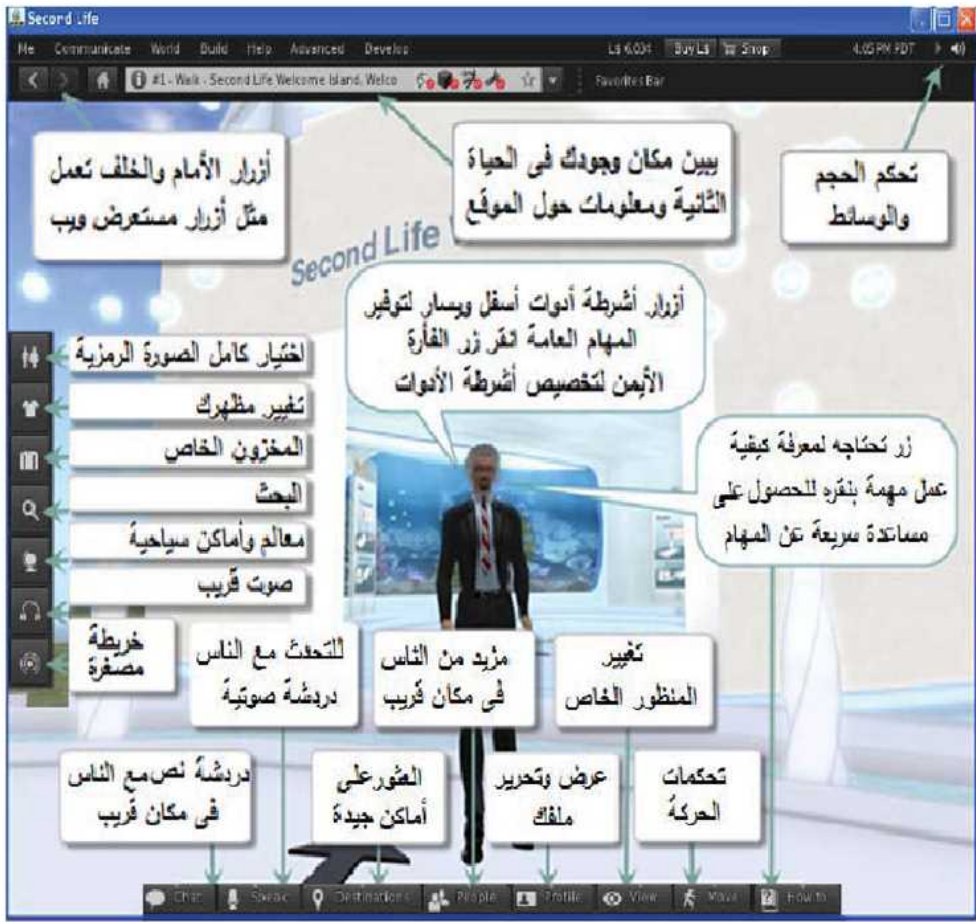 Second Life
Me Communicate World Build Help Advanced Develop L$ 6,034 Buy L$ Shop 4:05 PM PDT
#1 - Walk - Second Life Welcome Island, Welco Favorites Bar
أزرار الأمام والخلف تعمل
مثل أزرار مستعرض ويب
يبين مكان وجودك فى الحياة
الثانية ومعلومات حول الموقع
تحكم الحجم
والوسائط
Second Life
أزرار أشرطة أدوات أسفل ويسار لتوفير
المهام العامة انقر زر الفأرة
الأيمن لتخصيص أشرطة الأدوات
اختيار كامل الصورة الرمزية
تغيير مظهرك
المخزون الخاص
البحث
معالم وأماكن سياحية
صوت قريب
خريطة
مصغرة
زر تحتاجه لمعرفة كيفية
عمل مهمة بنقره للحصول على
مساعدة سريعة عن المهام
للتحدث مع الناس
دردشة صوتية
مزيد من الناس
فى مكان قريب
تغيير
المنظور الخاص
دردشة نص مع الناس
فى مكان قريب
العثور على
أماكن جيدة
عرض وتحرير
ملفك
تحكمات
الحركة
Chat Speak Destinations People Profile View Move How to